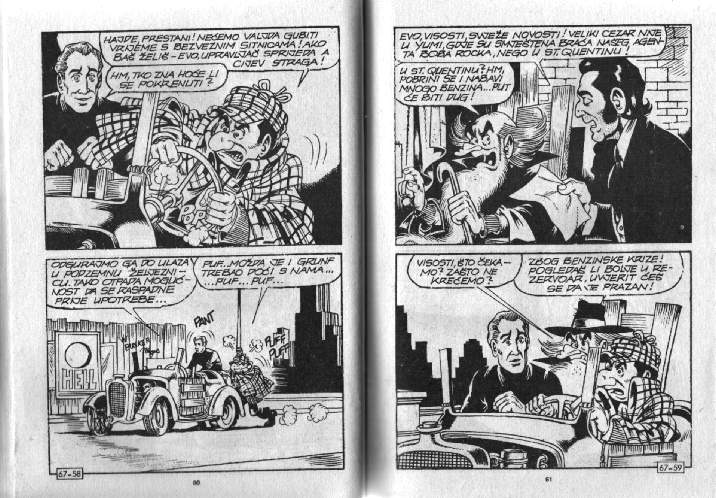 HAJDE, PRESTANI! NEĆEMO VALJDA GUBITI
VRIJEME S BEZVEZNIM SITNICAMA! AKO
BAŠ ŽELIŠ - EVO, UPRAVLJAČ SPRIJEDA A
CIJEV STRAGA!
HM, TKO ZNA HOĆE LI
SE POKRENUTI?
ODGURAJMO GA DO ULAZA
U PODZEMNU ŽELJEZNI-
CU. TAKO OTPADA MOGUĆ-
NOST DA SE RASPADNE
PRIJE UPOTREBE...
PUF... MOŽDA JE I GRUNF
TREBAO DOĆI S NAMA...
...PUF... PUF...
PANT
PUFF
PUF
HELL
67-58
60
EVO, VISOSTI, SVJEŽE NOVOSTI! VELIKI CEZAR NIJE
U YUMI, GDJE SU SMJEŠTENA BRAĆA NAŠEG AGEN-
TA BOBA ROCKA, NEGO U ST. QUENTINU!
U ST. QUENTINU? HM,
POBRINI SE I NABAVI
MNOGO BENZINA... PUT
ĆE BITI DUG!
VISOSTI, ŠTO ČEKA-
MO? ZAŠTO NE
KREĆEMO?
ZBOG BENZINSKE KRIZE!
POGLEDAŠ LI BOLJE U RE-
ZERVOAR, UVJERIT ĆEŠ
SE DA JE PRAZAN!
67-59
61